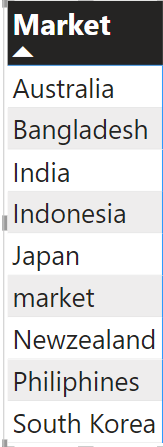 Market
Australia
Bangladesh
India
Indonesia
Japan
market
Newzealand
Philiphines
South Korea